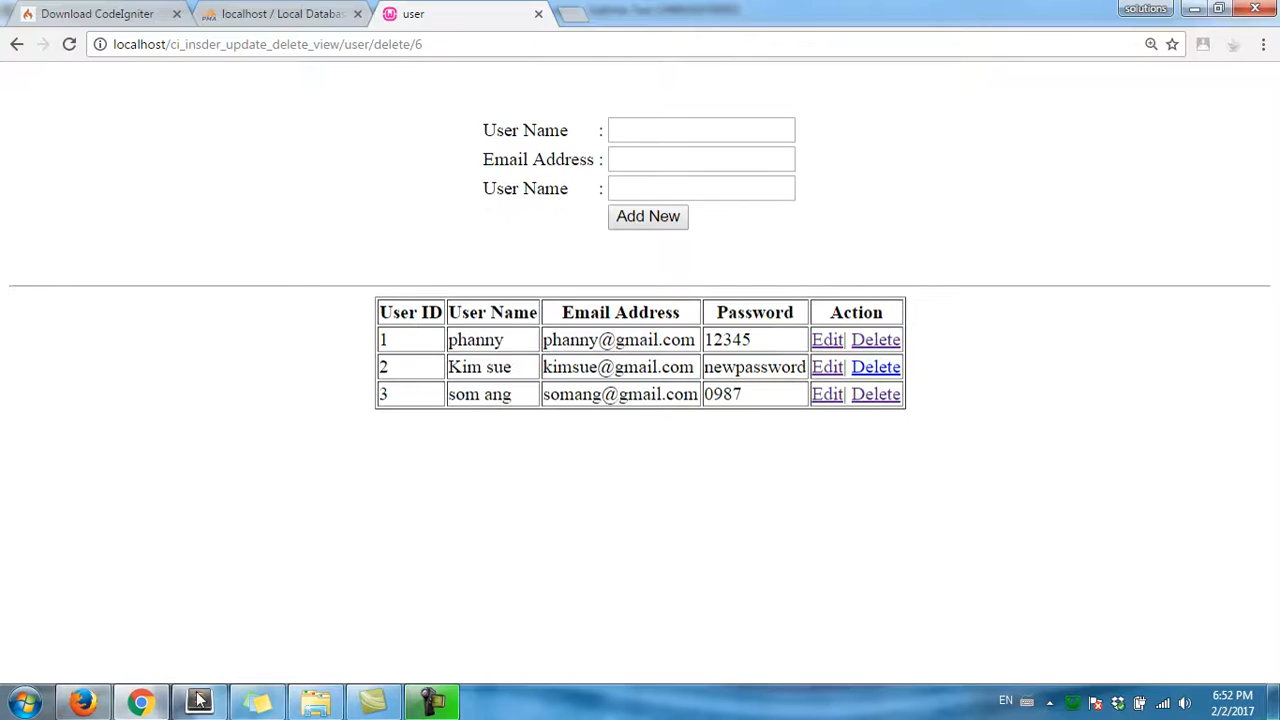 Download CodeIgniter
localhost / Local Databas
user
solutions
localhost/ci_insder_update_delete_view/user/delete/6
User Name :
Email Address :
User Name :
Add New
User ID User Name Email Address Password Action
1 phanny phanny@gmail.com 12345 Edit| Delete
2 Kim sue kimsue@gmail.com newpassword Edit| Delete
3 som ang somang@gmail.com 0987 Edit| Delete
EN
6:52 PM
2/2/2017